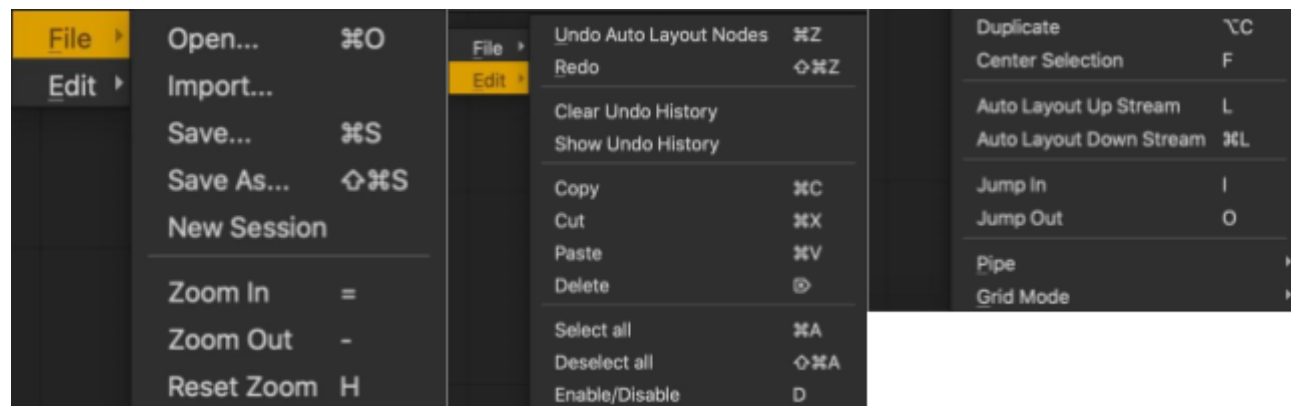 File
Edit
Open... ⌘O
Import...
Save... ⌘S
Save As... ⇧⌘S
New Session
Zoom In =
Zoom Out -
Reset Zoom H
File
Edit
Undo Auto Layout Nodes ⌘Z
Redo ⇧⌘Z
Clear Undo History
Show Undo History
Copy ⌘C
Cut ⌘X
Paste ⌘V
Delete ⌦
Select all ⌘A
Deselect all ⇧⌘A
Enable/Disable D
Duplicate ⌥C
Center Selection F
Auto Layout Up Stream L
Auto Layout Down Stream ⌘L
Jump In I
Jump Out O
Pipe
Grid Mode